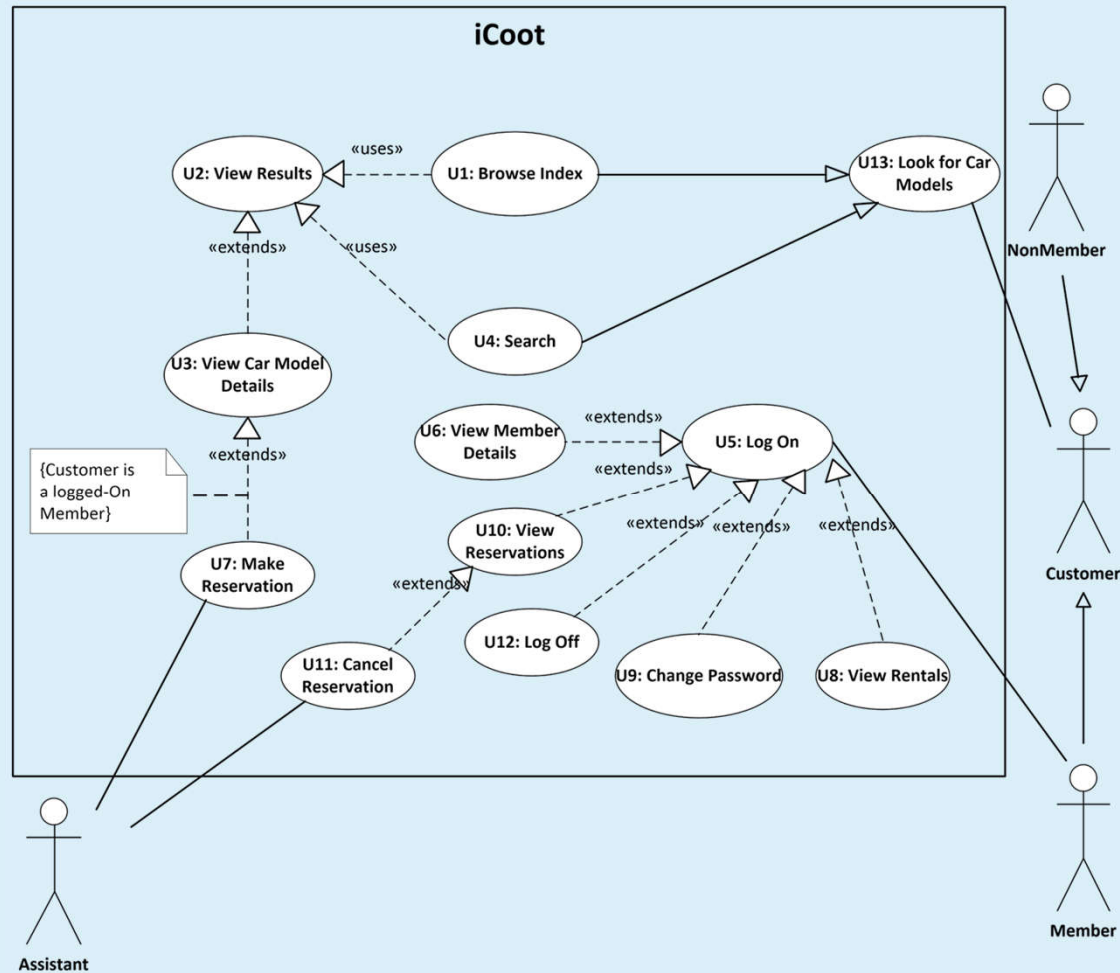 iCoot
«uses»
U2: View Results
U1: Browse Index
U13: Look for Car
Models
NonMember
«extends»
«uses»
U4: Search
U3: View Car Model
Details
«extends»
U6: View Member
Details
U5: Log On
«extends»
{Customer is
a logged-On
Member}
«extends»
U10: View
Reservations
«extends»
«extends»
«extends»
U7: Make
Reservation
«extends»
Customer
U12: Log Off
U11: Cancel
Reservation
U9: Change Password
U8: View Rentals
Member
Assistant